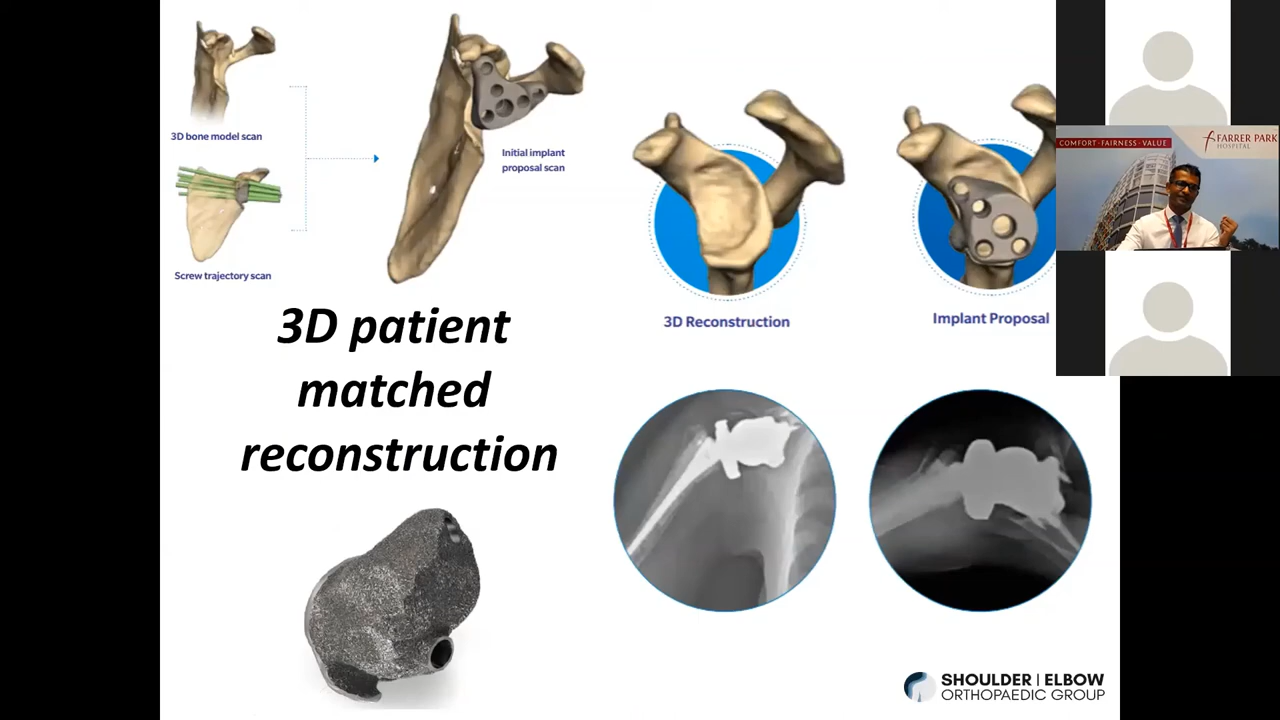 3D bone model scan
Screw trajectory scan
Initial implant
proposal scan
3D Reconstruction
Implant Proposal
3D patient
matched
reconstruction
SHOULDER | ELBOW
ORTHOPAEDIC GROUP
COMFORT · FAIRNESS · VALUE
FARRER PARK
HOSPITAL